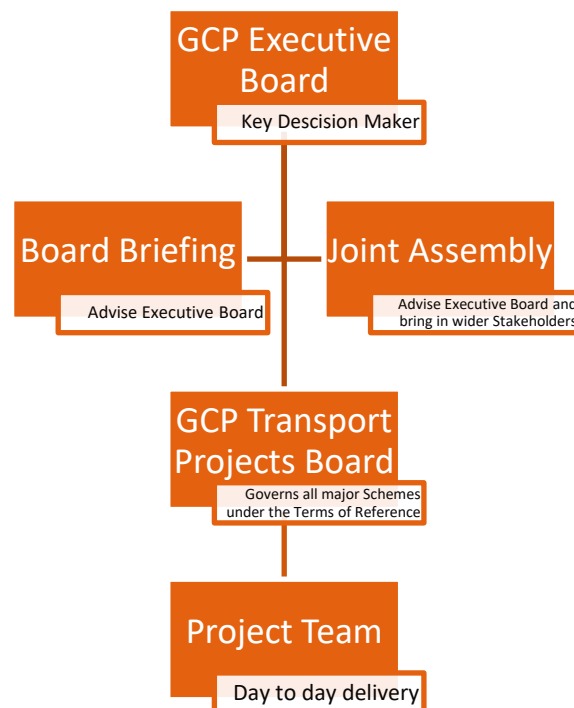 GCP Executive
Board
Key Descision Maker
Board Briefing
Advise Executive Board
Joint Assembly
Advise Executive Board and
bring in wider Stakeholders
GCP Transport
Projects Board
Governs all major Schemes
under the Terms of Reference
Project Team
Day to day delivery